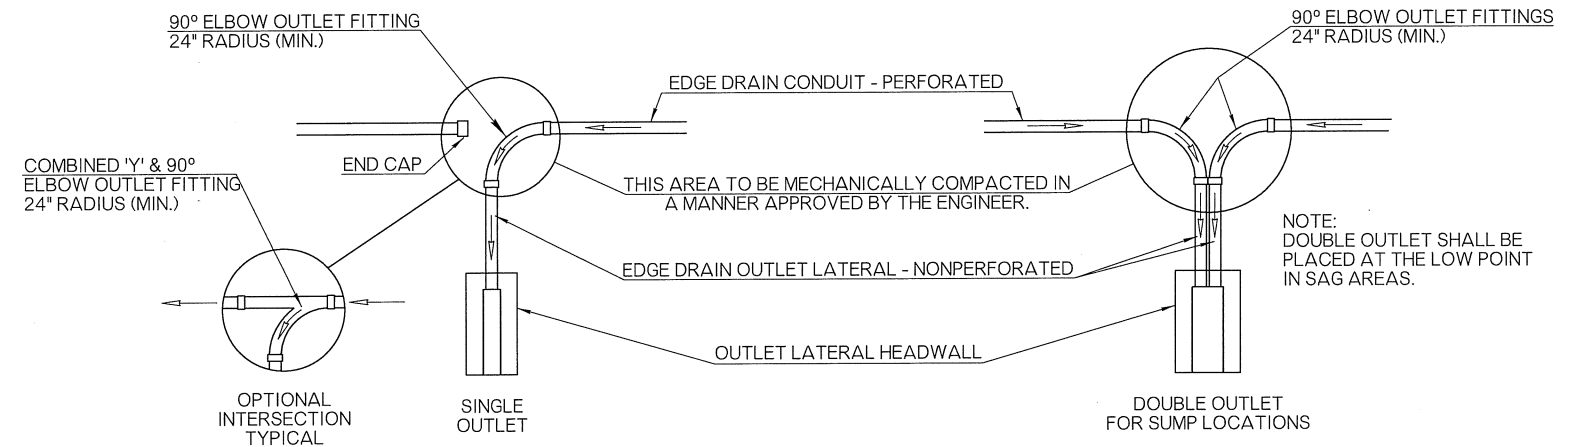 90º ELBOW OUTLET FITTING
24" RADIUS (MIN.)
EDGE DRAIN CONDUIT - PERFORATED
90º ELBOW OUTLET FITTINGS
24" RADIUS (MIN.)
COMBINED 'Y' & 90º
ELBOW OUTLET FITTING
24" RADIUS (MIN.)
END CAP
THIS AREA TO BE MECHANICALLY COMPACTED IN
A MANNER APPROVED BY THE ENGINEER.
NOTE:
DOUBLE OUTLET SHALL BE
PLACED AT THE LOW POINT
IN SAG AREAS.
EDGE DRAIN OUTLET LATERAL - NONPERFORATED
OUTLET LATERAL HEADWALL
OPTIONAL
INTERSECTION
TYPICAL
SINGLE
OUTLET
DOUBLE OUTLET
FOR SUMP LOCATIONS